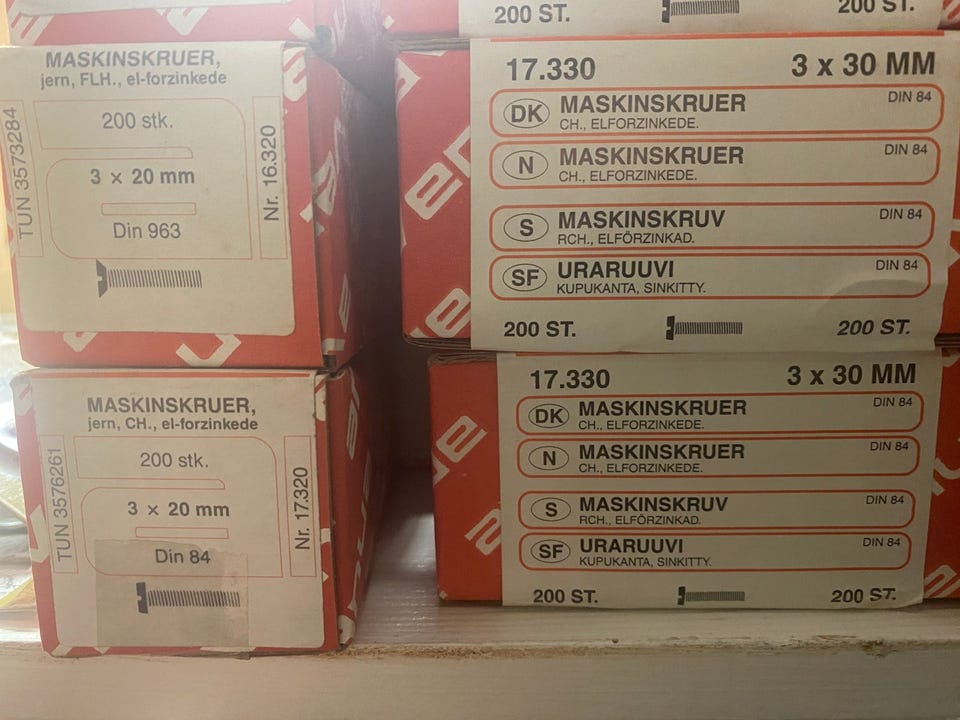 200 ST.
200 ST.
MASKINSKRUER,
jern, FLH., el-forzinkede
200 stk.
3 × 20 mm
Din 963
TUN 3573284
Nr. 16.320
MASKINSKRUER,
jern, CH., el-forzinkede
200 stk.
3 × 20 mm
Din 84
TUN 3576261
Nr. 17.320
17.330 3 x 30 MM
DK MASKINSKRUER DIN 84
CH., ELFORZINKEDE.
N MASKINSKRUER DIN 84
CH., ELFORZINKEDE.
S MASKINSKRUV DIN 84
RCH., ELFÖRZINKAD.
SF URARUUVI DIN 84
KUPUKANTA, SINKITTY.
200 ST. 200 ST.
17.330 3 x 30 MM
DK MASKINSKRUER DIN 84
CH., ELFORZINKEDE.
N MASKINSKRUER DIN 84
CH., ELFORZINKEDE.
S MASKINSKRUV DIN 84
RCH., ELFÖRZINKAD.
SF URARUUVI DIN 84
KUPUKANTA, SINKITTY.
200 ST. 200 ST.